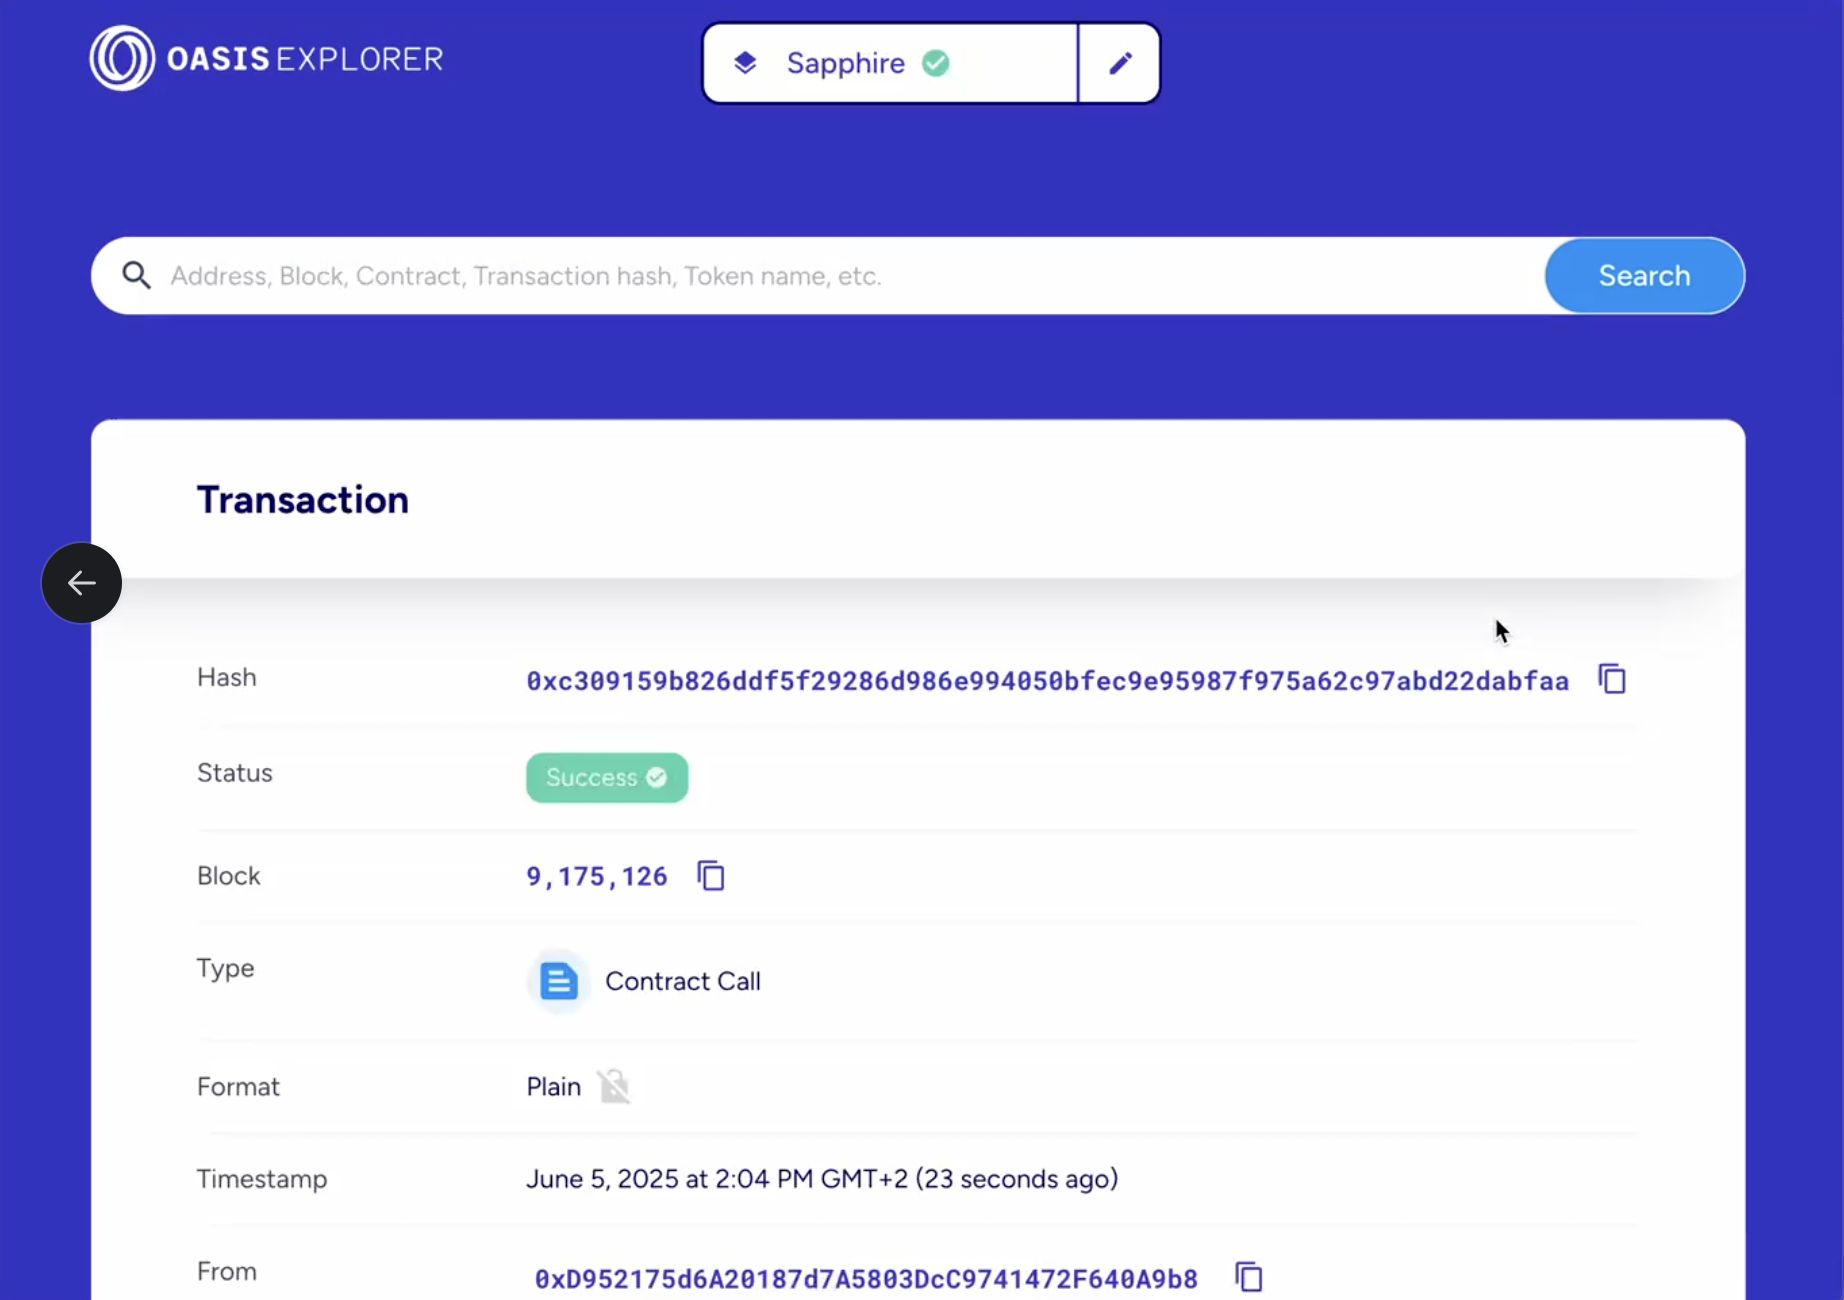 OASIS EXPLORER
Sapphire
Address, Block, Contract, Transaction hash, Token name, etc.
Search
Transaction
Hash 0xc309159b826ddf5f29286d986e994050bfec9e95987f975a62c97abd22dabfaa
Status Success
Block 9,175,126
Type Contract Call
Format Plain
Timestamp June 5, 2025 at 2:04 PM GMT+2 (23 seconds ago)
From 0xD952175d6A20187d7A5803DcC9741472F640A9b8